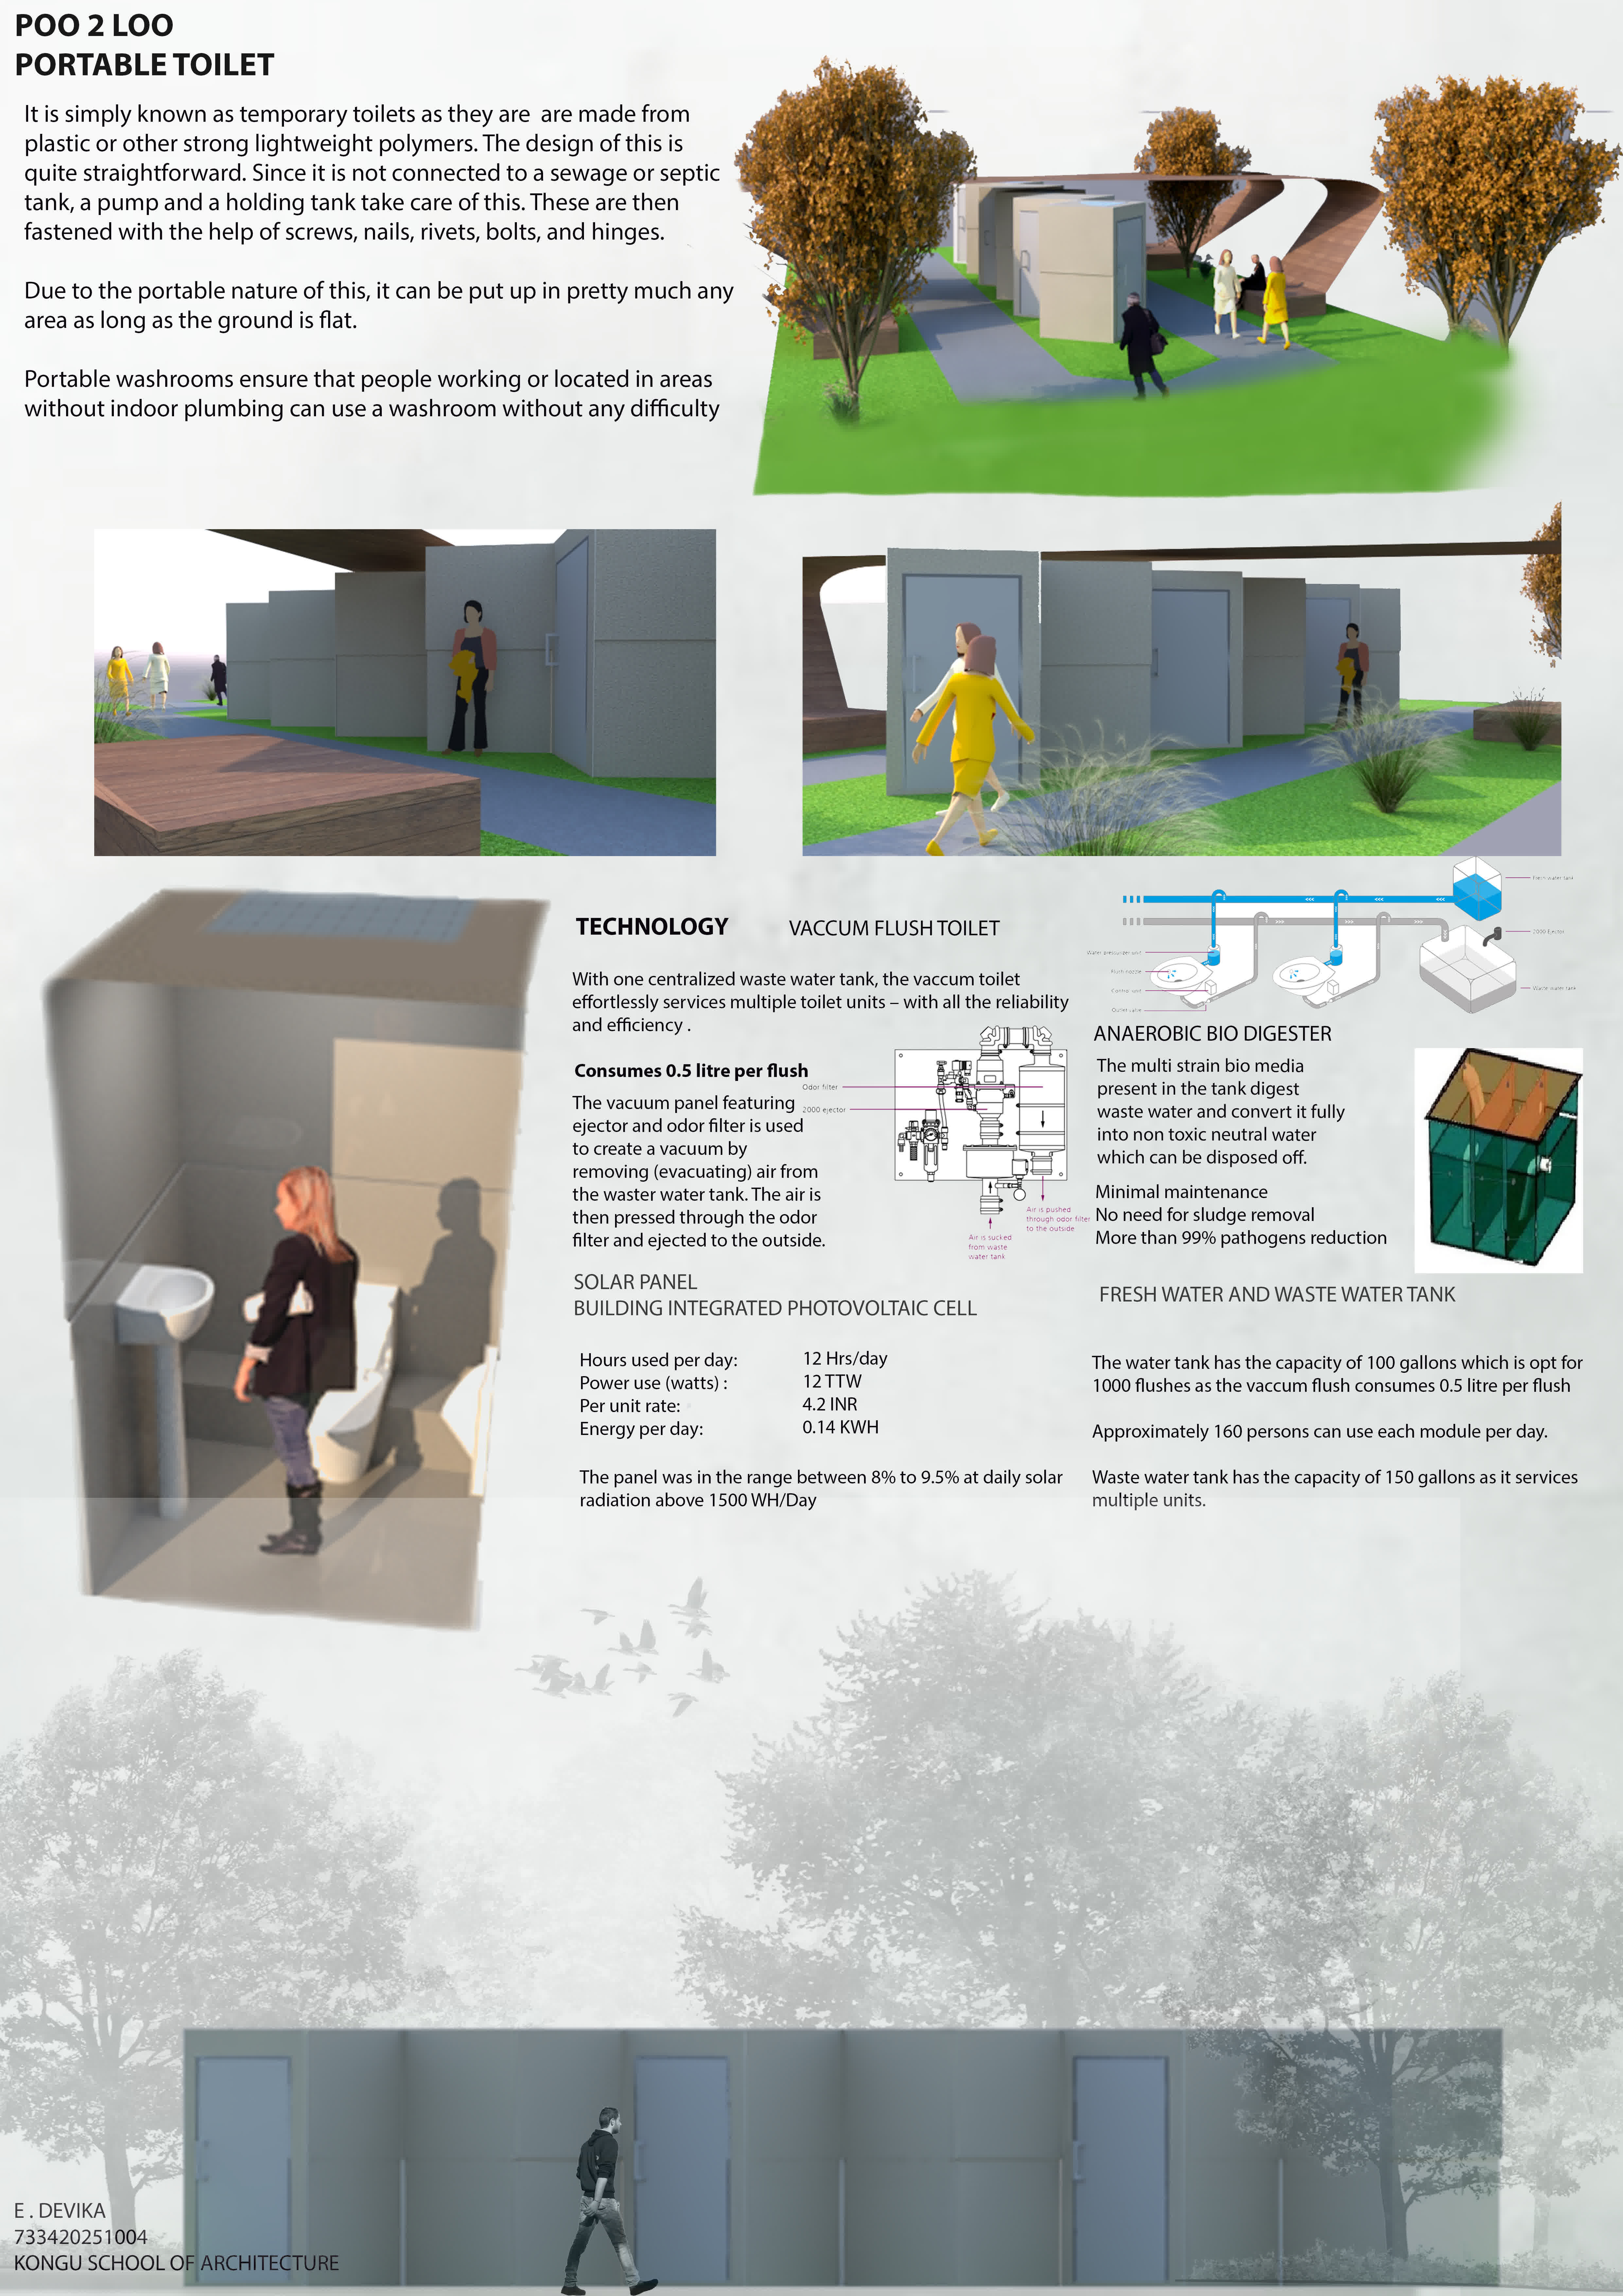 POO 2 LOO
PORTABLE TOILET
It is simply known as temporary toilets as they are  are made from
plastic or other strong lightweight polymers. The design of this is
quite straightforward. Since it is not connected to a sewage or septic
tank, a pump and a holding tank take care of this. These are then
fastened with the help of screws, nails, rivets, bolts, and hinges.
Due to the portable nature of this, it can be put up in pretty much any
area as long as the ground is flat.
Portable washrooms ensure that people working or located in areas
without indoor plumbing can use a washroom without any difficulty
TECHNOLOGY
VACCUM FLUSH TOILET
With one centralized waste water tank, the vaccum toilet
effortlessly services multiple toilet units – with all the reliability
and efficiency .
Consumes 0.5 litre per flush
The vacuum panel featuring
ejector and odor filter is used
to create a vacuum by
removing (evacuating) air from
the waster water tank. The air is
then pressed through the odor
filter and ejected to the outside.
Odor filter
2000 ejector
Air is pushed
through odor filter
to the outside
Air is sucked
from waste
water tank
Fresh water tank
2000 Ejector
Water pressurizer unit
Flush nozzle
Control unit
Outlet valve
Waste water tank
ANAEROBIC BIO DIGESTER
The multi strain bio media
present in the tank digest
waste water and convert it fully
into non toxic neutral water
which can be disposed off.
Minimal maintenance
No need for sludge removal
More than 99% pathogens reduction
SOLAR PANEL
BUILDING INTEGRATED PHOTOVOLTAIC CELL
Hours used per day: 12 Hrs/day
Power use (watts) : 12 TTW
Per unit rate: 4.2 INR
Energy per day: 0.14 KWH
The panel was in the range between 8% to 9.5% at daily solar
radiation above 1500 WH/Day
FRESH WATER AND WASTE WATER TANK
The water tank has the capacity of 100 gallons which is opt for
1000 flushes as the vaccum flush consumes 0.5 litre per flush
Approximately 160 persons can use each module per day.
Waste water tank has the capacity of 150 gallons as it services
multiple units.
E . DEVIKA
733420251004
KONGU SCHOOL OF ARCHITECTURE